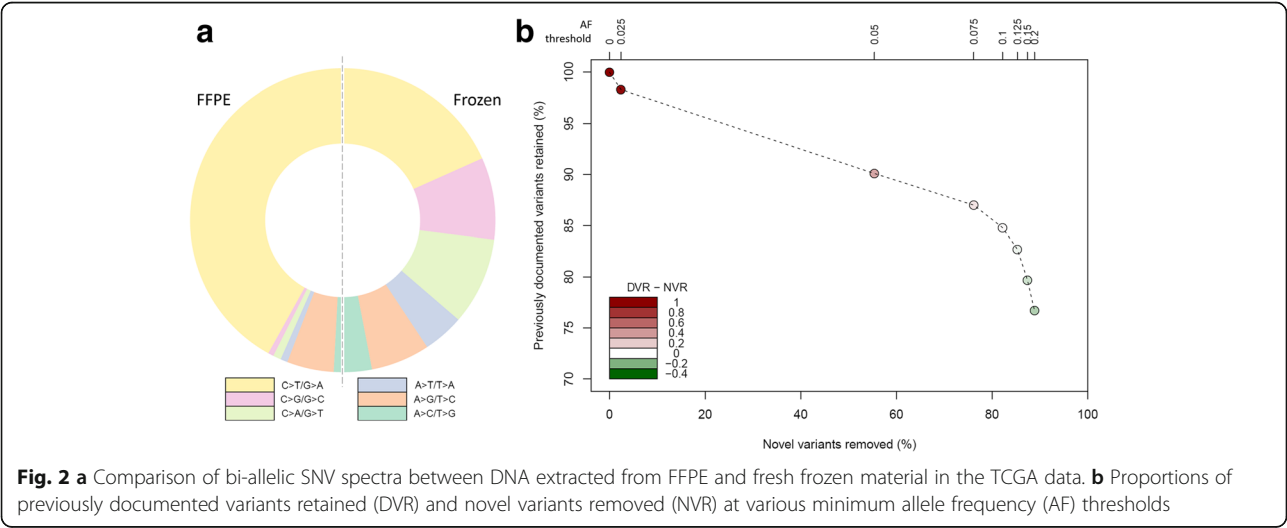 a
FFPE
Frozen
C>T/G>A
C>G/G>C
C>A/G>T
A>T/T>A
A>G/T>C
A>C/T>G
b
AF
threshold
0
0.025
0.05
0.075
0.1
0.125
0.15
0.2
Previously documented variants retained (%)
100
95
90
85
80
75
70
DVR − NVR
1
0.8
0.6
0.4
0.2
0
−0.2
−0.4
0
20
40
60
80
100
Novel variants removed (%)
Fig. 2 a Comparison of bi-allelic SNV spectra between DNA extracted from FFPE and fresh frozen material in the TCGA data. b Proportions of
previously documented variants retained (DVR) and novel variants removed (NVR) at various minimum allele frequency (AF) thresholds